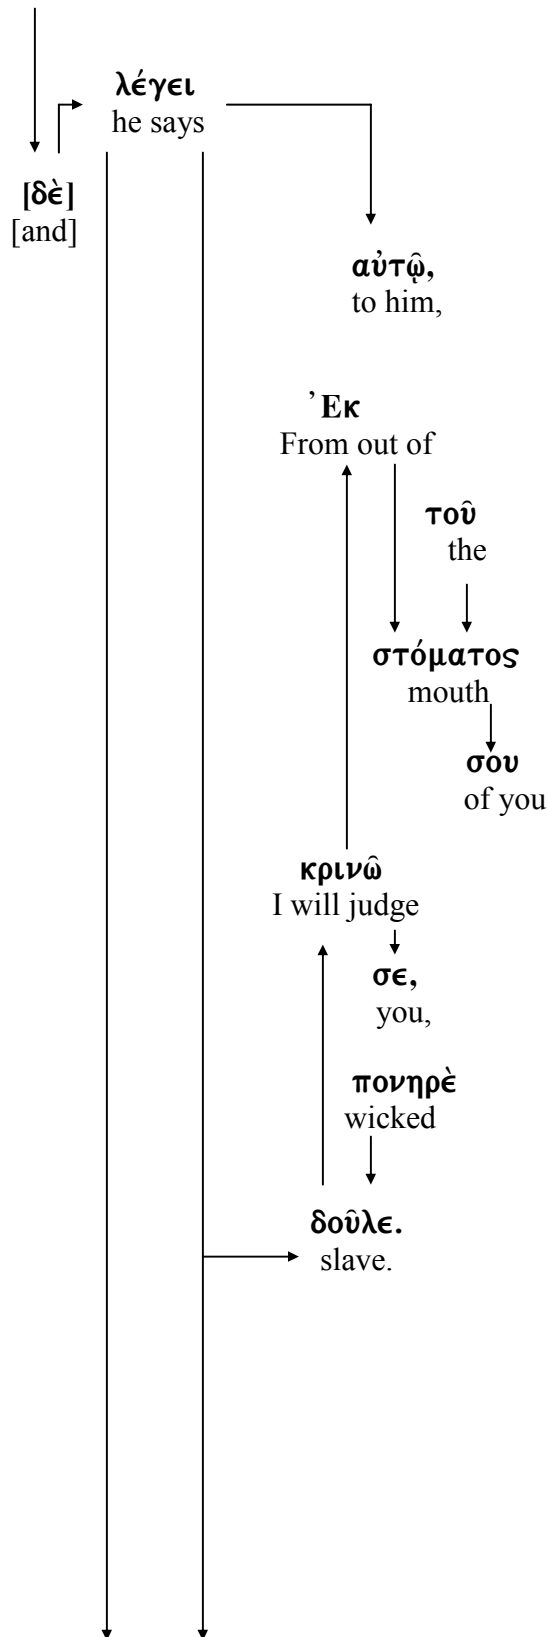 λέγει
he says
[δὲ]
[and]
αὐτῷ,
to him,
Ἐκ
From out of
τοῦ
the
στόματος
mouth
σου
of you
κρινῶ
I will judge
σε,
you,
πονηρὲ
wicked
δοῦλε.
slave.